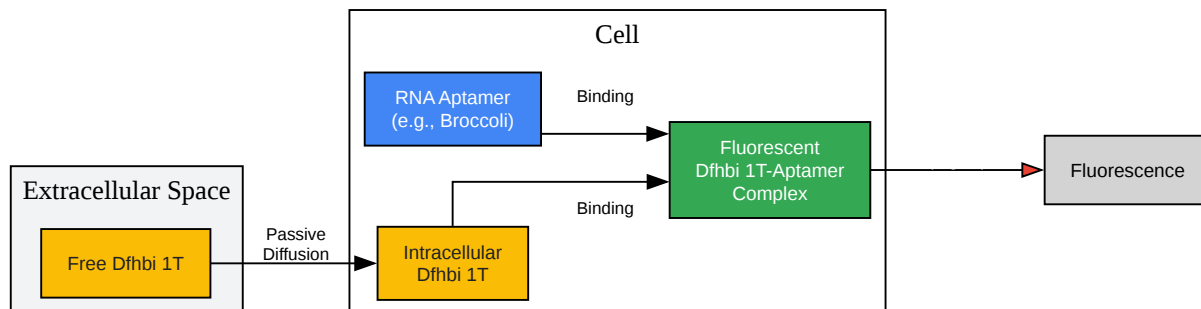 Cell
RNA Aptamer
(e.g., Broccoli)
Binding
Fluorescent
Dfhbi 1T-Aptamer
Complex
Fluorescence
Extracellular Space
Free Dfhbi 1T
Passive
Diffusion
Intracellular
Dfhbi 1T
Binding